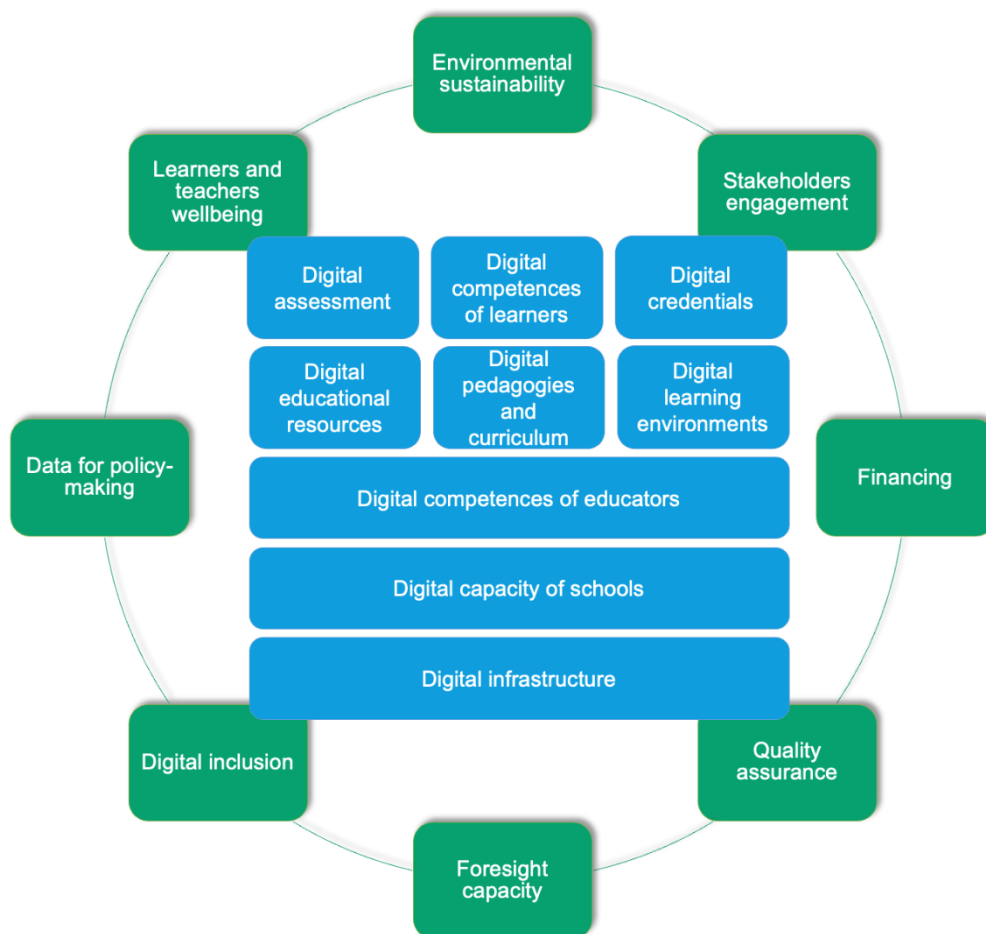 Environmental
sustainability
Learners and
teachers
wellbeing
Stakeholders
engagement
Digital
assessment
Digital
competences
of learners
Digital
credentials
Digital
educational
resources
Digital
pedagogies
and
curriculum
Digital
learning
environments
Data for policy-
making
Financing
Digital competences of educators
Digital capacity of schools
Digital infrastructure
Digital inclusion
Quality
assurance
Foresight
capacity